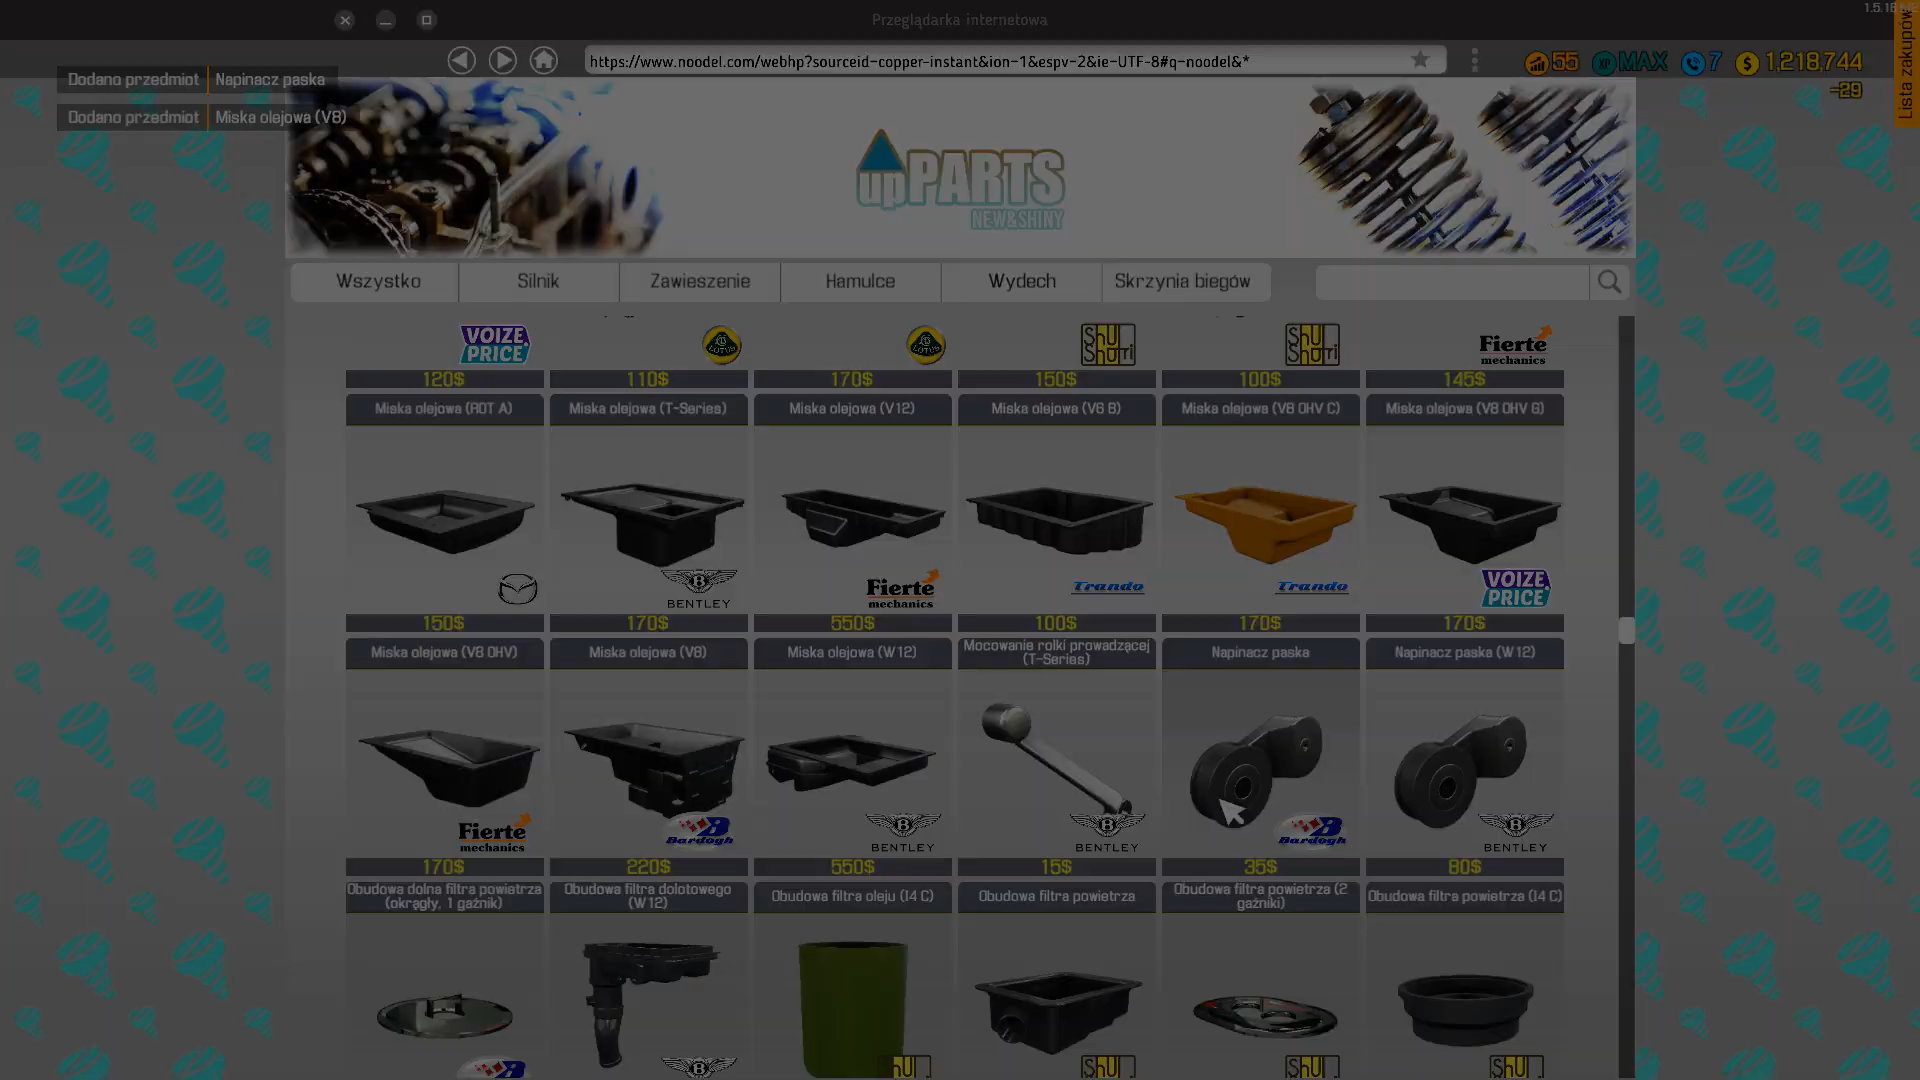 1.5.18
Przeglądarka internetowa
Lista zakupów
https://www.noodel.com/webhp?sourceid-copper-instant&ion-1&espv-2&ie-UTF-8#q-noodel&*
55
XP MAX
7
$ 1,218,744
-29
Dodano przedmiot Napinacz paska
Dodano przedmiot Miska olejowa (V8)
upPARTS
NEW&SHINY
Wszystko Silnik Zawieszenie Hamulce Wydech Skrzynia biegów
VOIZE PRICE LOTUS LOTUS ShuShuri ShuShuri Fierte mechanics
120$ 110$ 170$ 150$ 100$ 145$
Miska olejowa (ROT A) Miska olejowa (T-Series) Miska olejowa (V12) Miska olejowa (V6 B) Miska olejowa (V8 OHV C) Miska olejowa (V8 OHV G)
BENTLEY Fierte mechanics Trando Trando VOIZE PRICE
150$ 170$ 550$ 100$ 170$ 170$
Miska olejowa (V8 OHV) Miska olejowa (V8) Miska olejowa (W12) Mocowanie rolki prowadzącej (T-Series) Napinacz paska Napinacz paska (W12)
Fierte mechanics Bardogh BENTLEY BENTLEY Bardogh BENTLEY
170$ 220$ 550$ 15$ 35$ 80$
Obudowa dolna filtra powietrza (okrągły, 1 gaźnik) Obudowa filtra dolotowego (W12) Obudowa filtra oleju (I4 C) Obudowa filtra powietrza Obudowa filtra powietrza (2 gaźniki) Obudowa filtra powietrza (I4 C)